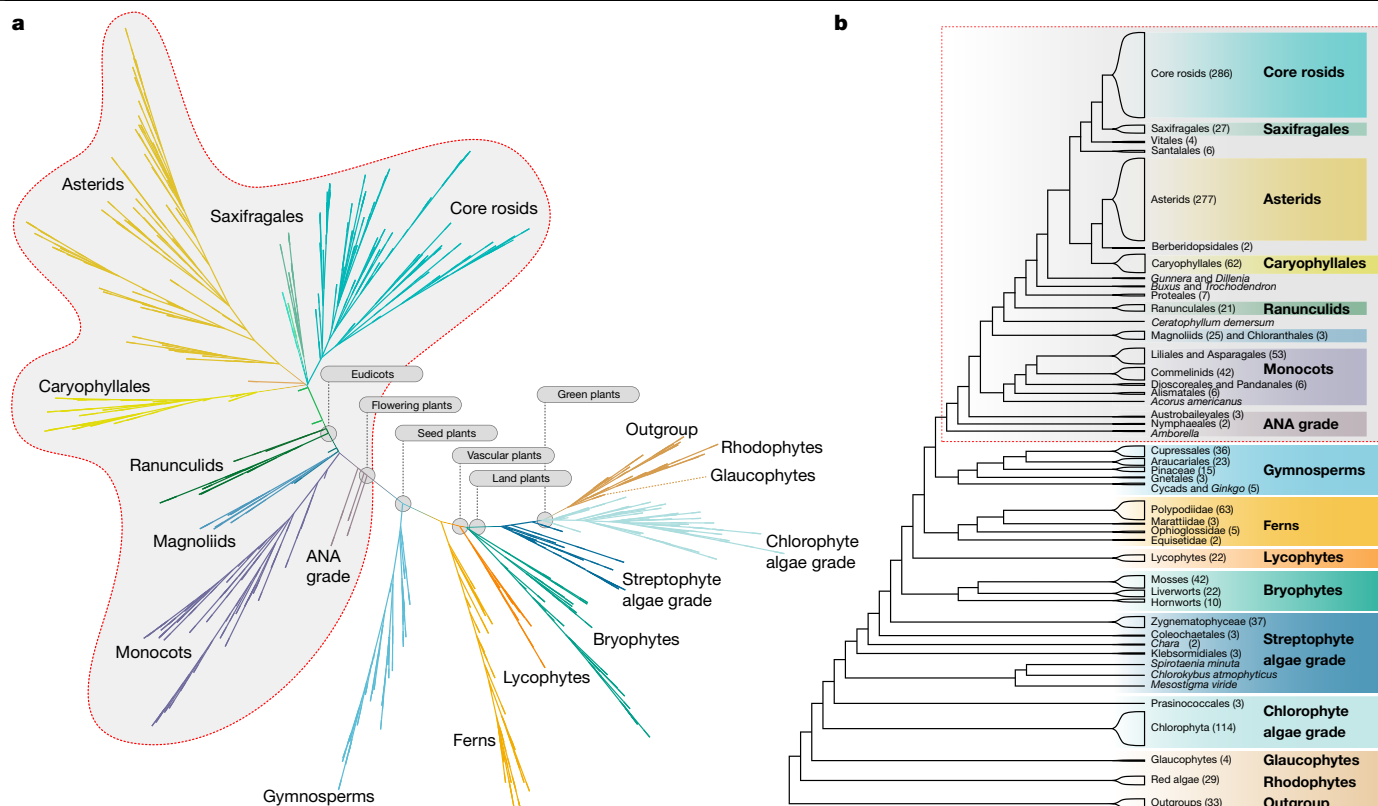 a
Asterids
Saxifragales
Core rosids
Caryophyllales
Eudicots
Flowering plants
Green plants
Seed plants
Vascular plants
Land plants
Outgroup
Rhodophytes
Glaucophytes
Ranunculids
Magnoliids
ANA
grade
Chlorophyte
algae grade
Streptophyte
algae grade
Bryophytes
Monocots
Lycophytes
Ferns
Gymnosperms
b
Core rosids (286) Core rosids
Saxifragales (27) Saxifragales
Vitales (4)
Santalales (6)
Asterids (277) Asterids
Berberidopsidales (2)
Caryophyllales (62) Caryophyllales
Gunnera and Dillenia
Buxus and Trochodendron
Proteales (7)
Ranunculales (21) Ranunculids
Ceratophyllum demersum
Magnoliids (25) and Chloranthales (3)
Liliales and Asparagales (53)
Monocots
Commelinids (42)
Dioscoreales and Pandanales (6)
Alismatales (6)
Acorus americanus
Austrobaileyales (3)
Nymphaeales (2) ANA grade
Amborella
Cupressales (36)
Araucariales (23)
Pinaceae (15) Gymnosperms
Gnetales (3)
Cycads and Ginkgo (5)
Polypodiidae (63)
Marattiidae (3)
Ferns
Ophioglossidae (5)
Equisetidae (2)
Lycophytes (22) Lycophytes
Mosses (42)
Liverworts (22) Bryophytes
Hornworts (10)
Zygnematophyceae (37)
Coleochaetales (3) Streptophyte
Chara (2)
Klebsormidiales (3) algae grade
Spirotaenia minuta
Chlorokybus atmophyticus
Mesostigma viride
Prasinococcales (3) Chlorophyte
Chlorophyta (114) algae grade
Glaucophytes (4) Glaucophytes
Red algae (29) Rhodophytes
Outgroups (33) Outgroup